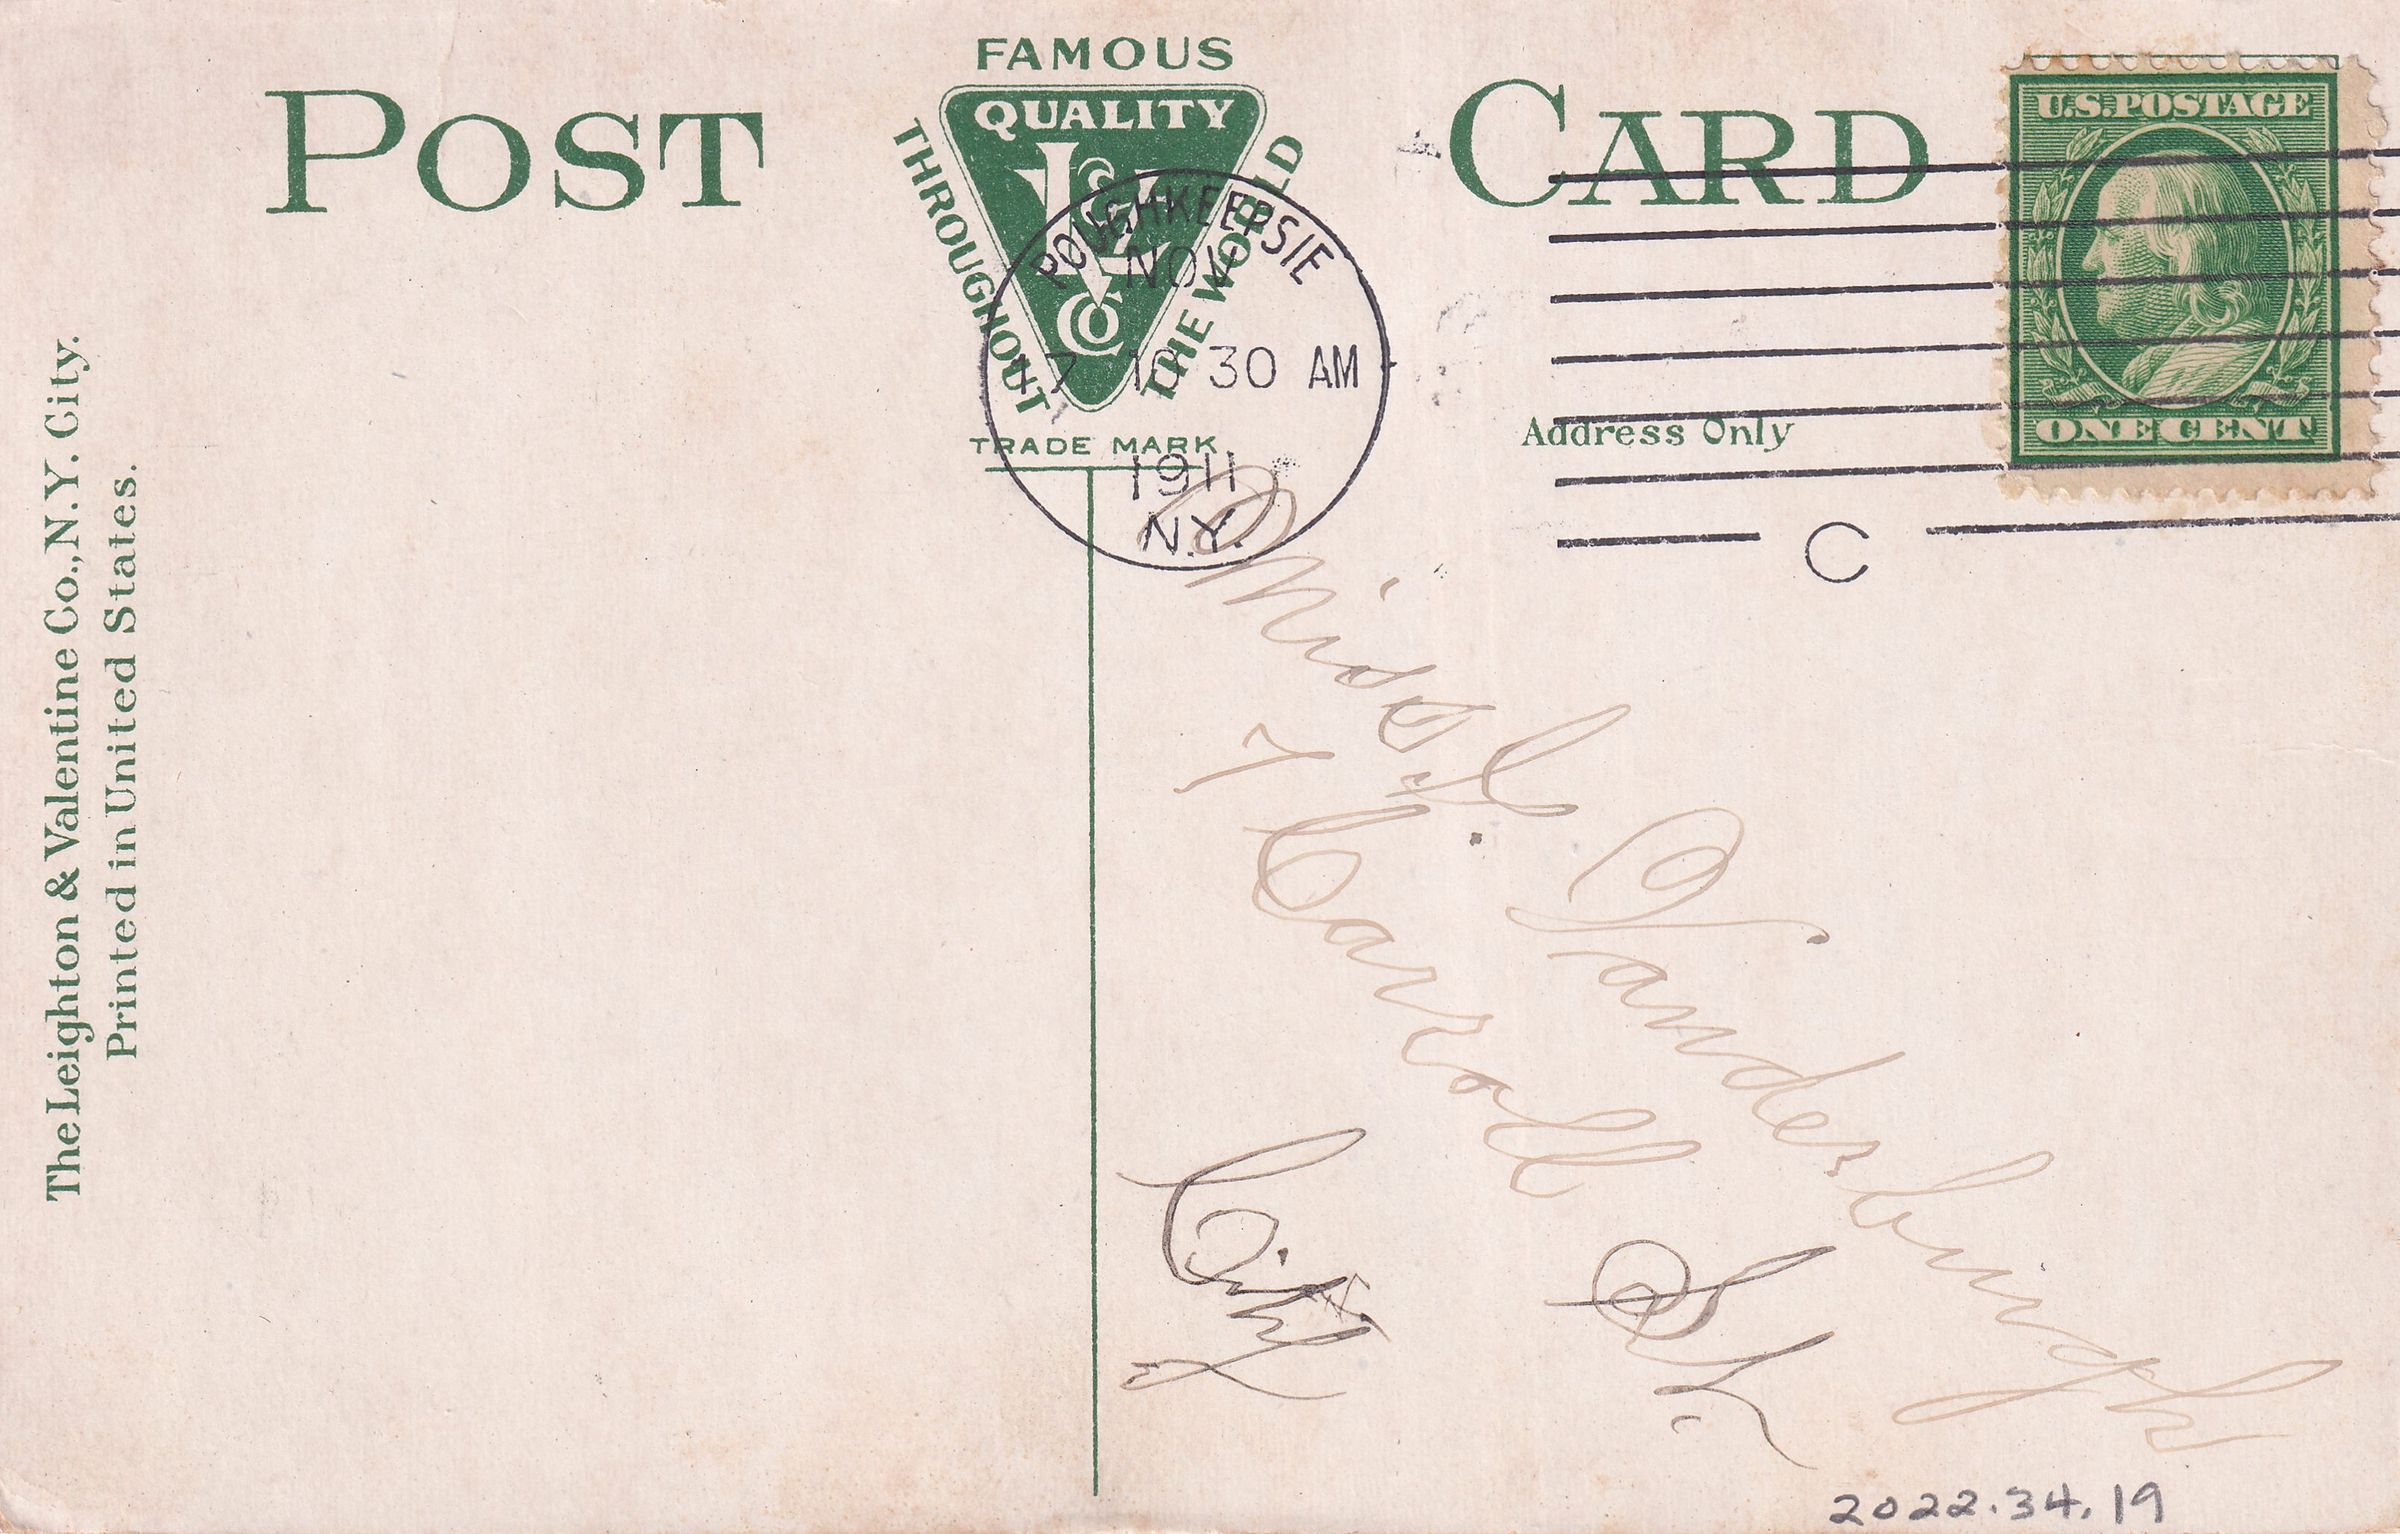 POST CARD
FAMOUS
QUALITY
THROUGHOUT
THE WORLD
L & V
Co
TRADE MARK.
POUGHKEEPSIE
NOV
7 10 30 AM
1911
N.Y.
C
U.S. POSTAGE
ONE CENT
Address Only
The Leighton & Valentine Co., N.Y. City.
Printed in United States.
Miss L. Vanderburgh
7 Carroll St.
City.
2022.34.19